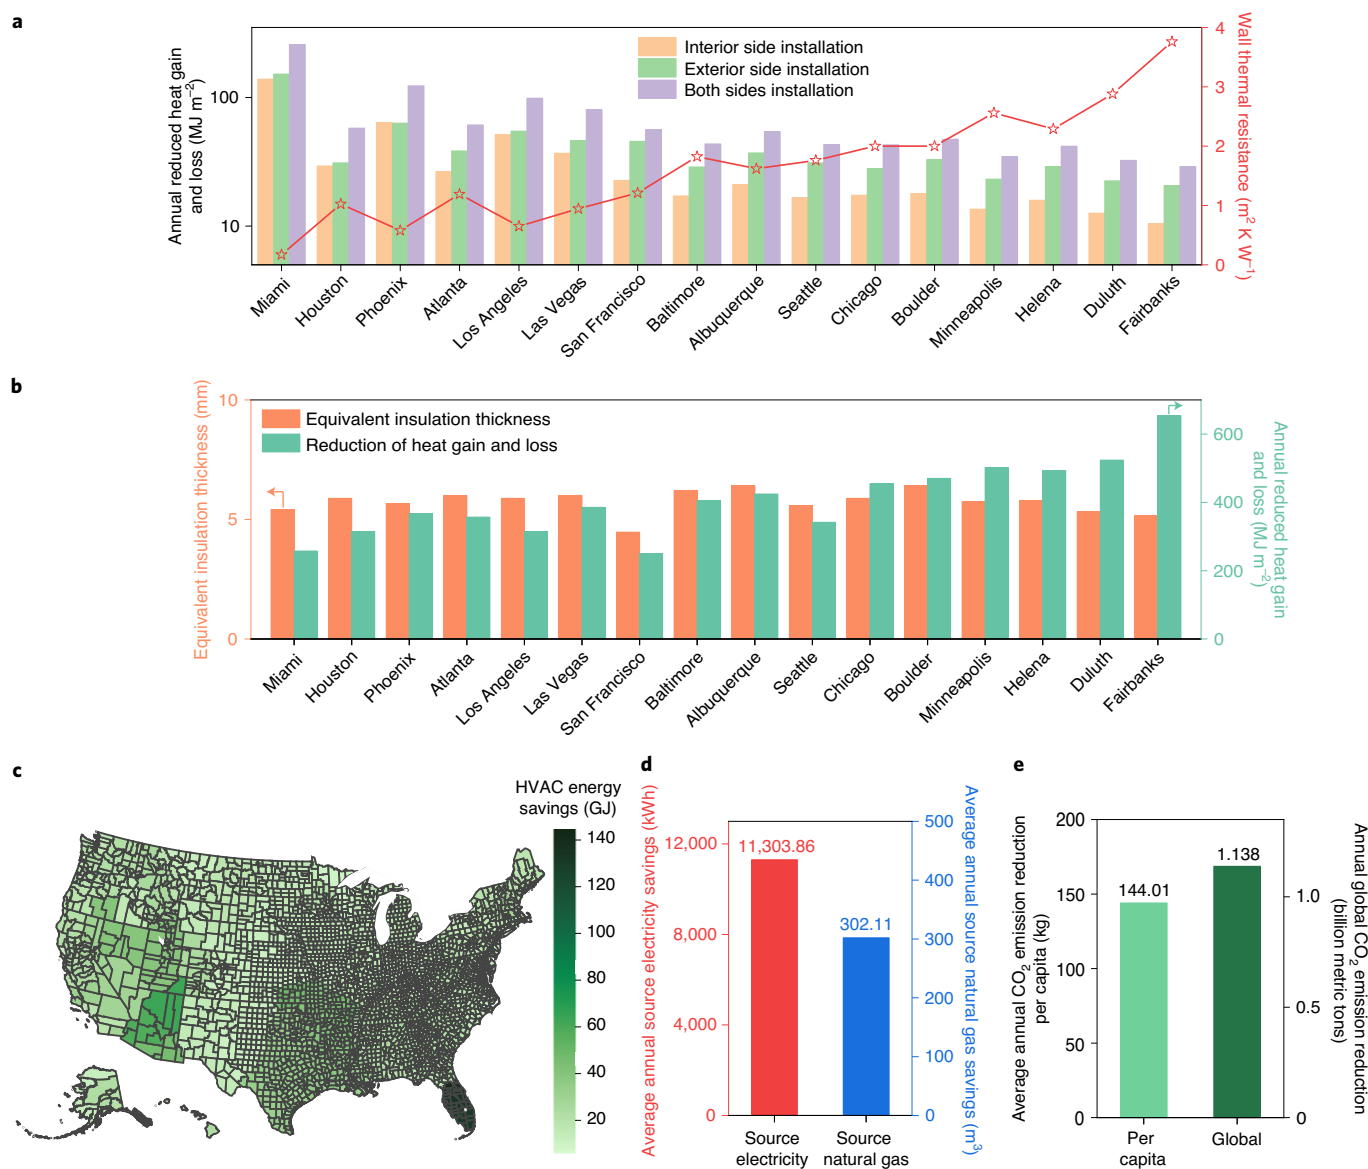 a
Annual reduced heat gain
and loss (MJ m⁻²)
100
10
Interior side installation
Exterior side installation
Both sides installation
4
3
2
1
0
Wall thermal resistance (m² K W⁻¹)
Miami
Houston
Phoenix
Atlanta
Los Angeles
Las Vegas
San Francisco
Baltimore
Albuquerque
Seattle
Chicago
Boulder
Minneapolis
Helena
Duluth
Fairbanks
b
Equivalent insulation thickness (mm)
10
5
0
Equivalent insulation thickness
Reduction of heat gain and loss
600
400
200
0
Annual reduced heat gain
and loss (MJ m⁻²)
Miami
Houston
Phoenix
Atlanta
Los Angeles
Las Vegas
San Francisco
Baltimore
Albuquerque
Seattle
Chicago
Boulder
Minneapolis
Helena
Duluth
Fairbanks
c
HVAC energy
savings (GJ)
140
120
100
80
60
40
20
d
Average annual source electricity savings (kWh)
12,000
8,000
4,000
0
11,303.86
302.11
500
400
300
200
100
0
Average annual source natural gas savings (m³)
Source
electricity
Source
natural gas
e
Average annual CO₂ emission reduction
per capita (kg)
200
150
100
50
0
144.01
1.138
1.0
0.5
0
Annual global CO₂ emission reduction
(billion metric tons)
Per
capita
Global